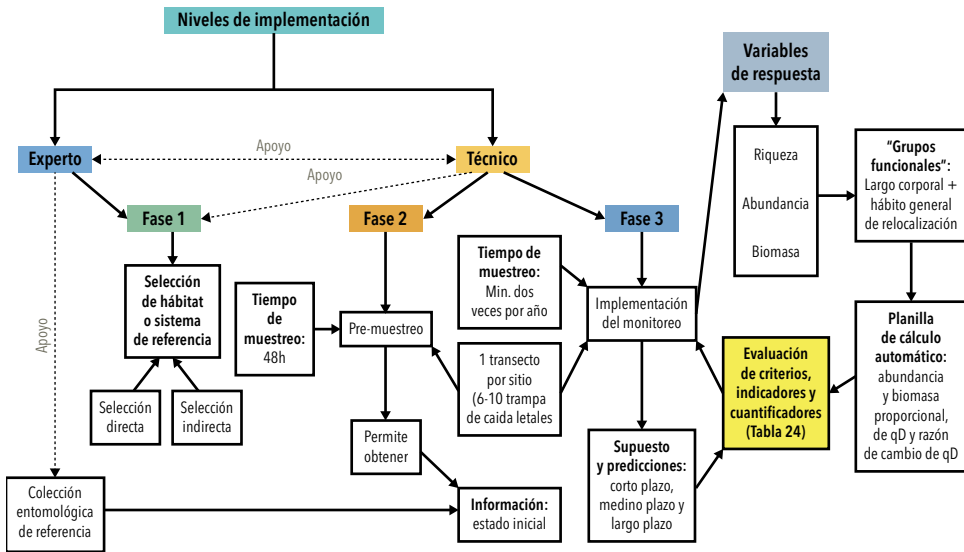 Niveles de implementación
Variables
de respuesta
Experto
Apoyo
Técnico
Apoyo
Fase 1
Fase 2
Fase 3
Riqueza
Abundancia
Biomasa
"Grupos
funcionales":
Largo corporal +
hábito general
de relocalización
Selección
de hábitat
o sistema
de referencia
Tiempo
de
muestreo:
48h
Pre-muestreo
Tiempo de
muestreo:
Min. dos
veces por año
Implementación
del monitoreo
Apoyo
Selección
directa
Selección
indirecta
1 transecto
por sitio
(6-10 trampa
de caida letales
Evaluación
de criterios,
indicadores y
cuantificadores
(Tabla 24)
Planilla
de cálculo
automático:
abundancia
y biomasa
proporcional,
de qD y razón
de cambio de qD
Permite
obtener
Supuesto
y predicciones:
corto plazo,
medino plazo y
largo plazo
Colección
entomológica
de referencia
Información:
estado inicial